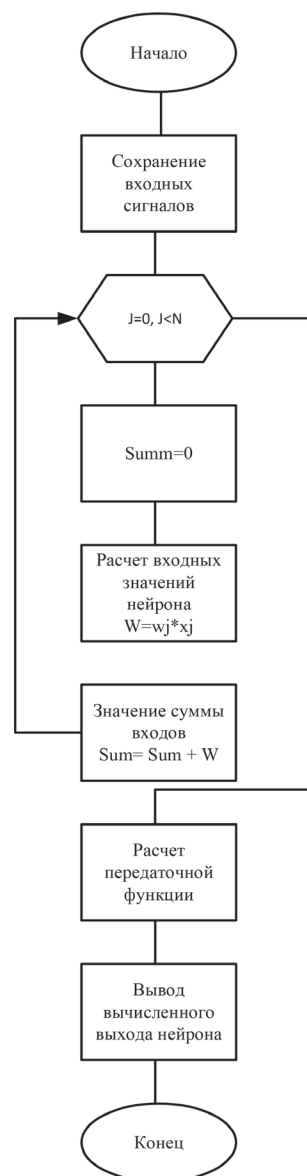 Начало
Сохранение
входных
сигналов
J=0, J<N
Summ=0
Расчет входных
значений
нейрона
W=wj*xj
Значение суммы
входов
Sum= Sum + W
Расчет
передаточной
функции
Вывод
вычисленного
выхода нейрона
Конец